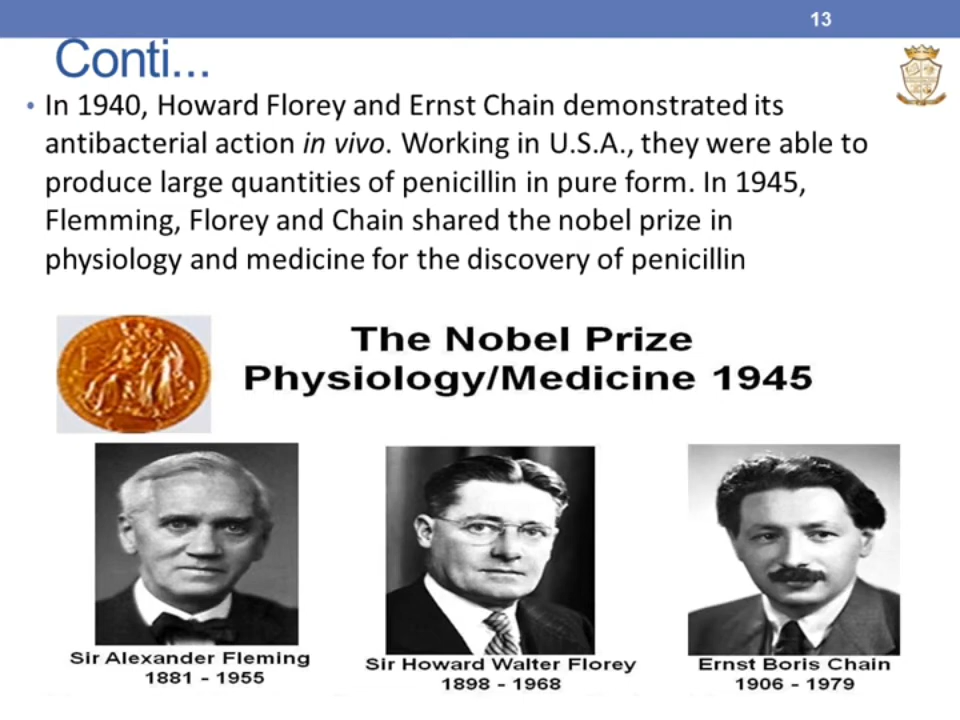 13
Conti...
• In 1940, Howard Florey and Ernst Chain demonstrated its
antibacterial action in vivo. Working in U.S.A., they were able to
produce large quantities of penicillin in pure form. In 1945,
Flemming, Florey and Chain shared the nobel prize in
physiology and medicine for the discovery of penicillin
The Nobel Prize
Physiology/Medicine 1945
Sir Alexander Fleming
1881 - 1955
Sir Howard Walter Florey
1898 - 1968
Ernst Boris Chain
1906 - 1979